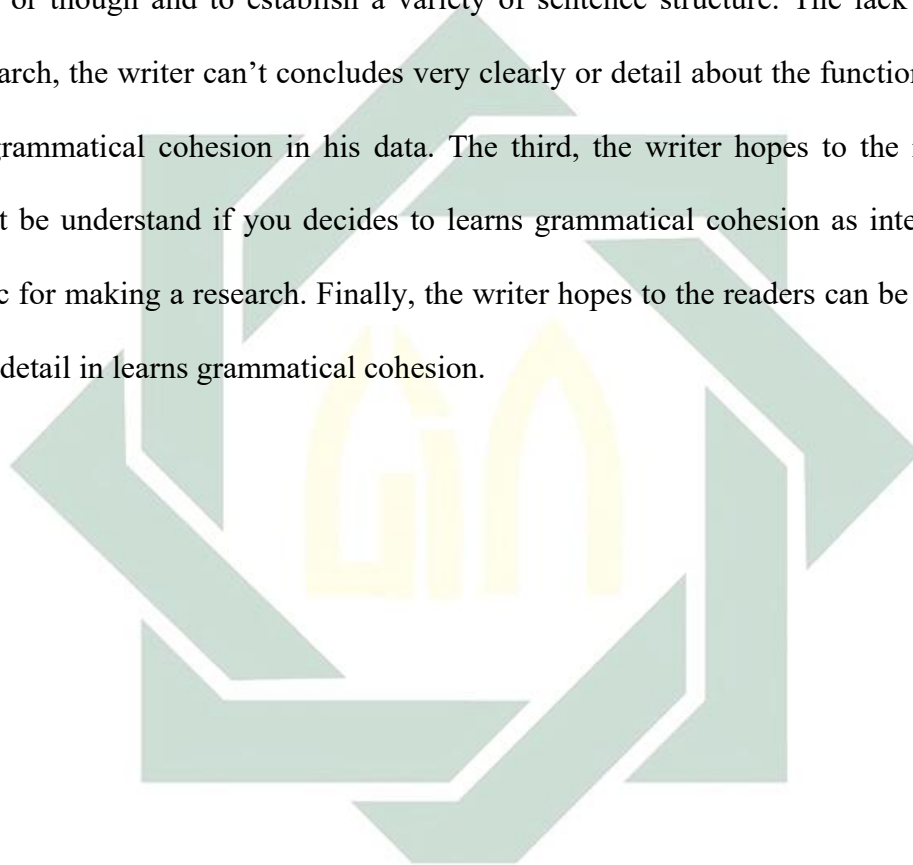 or though and to establish a variety of sentence structure. The lack
arch, the writer can't concludes very clearly or detail about the function
grammatical cohesion in his data. The third, the writer hopes to the
t be understand if you decides to learns grammatical cohesion as inte
c for making a research. Finally, the writer hopes to the readers can be
detail in learns grammatical cohesion.